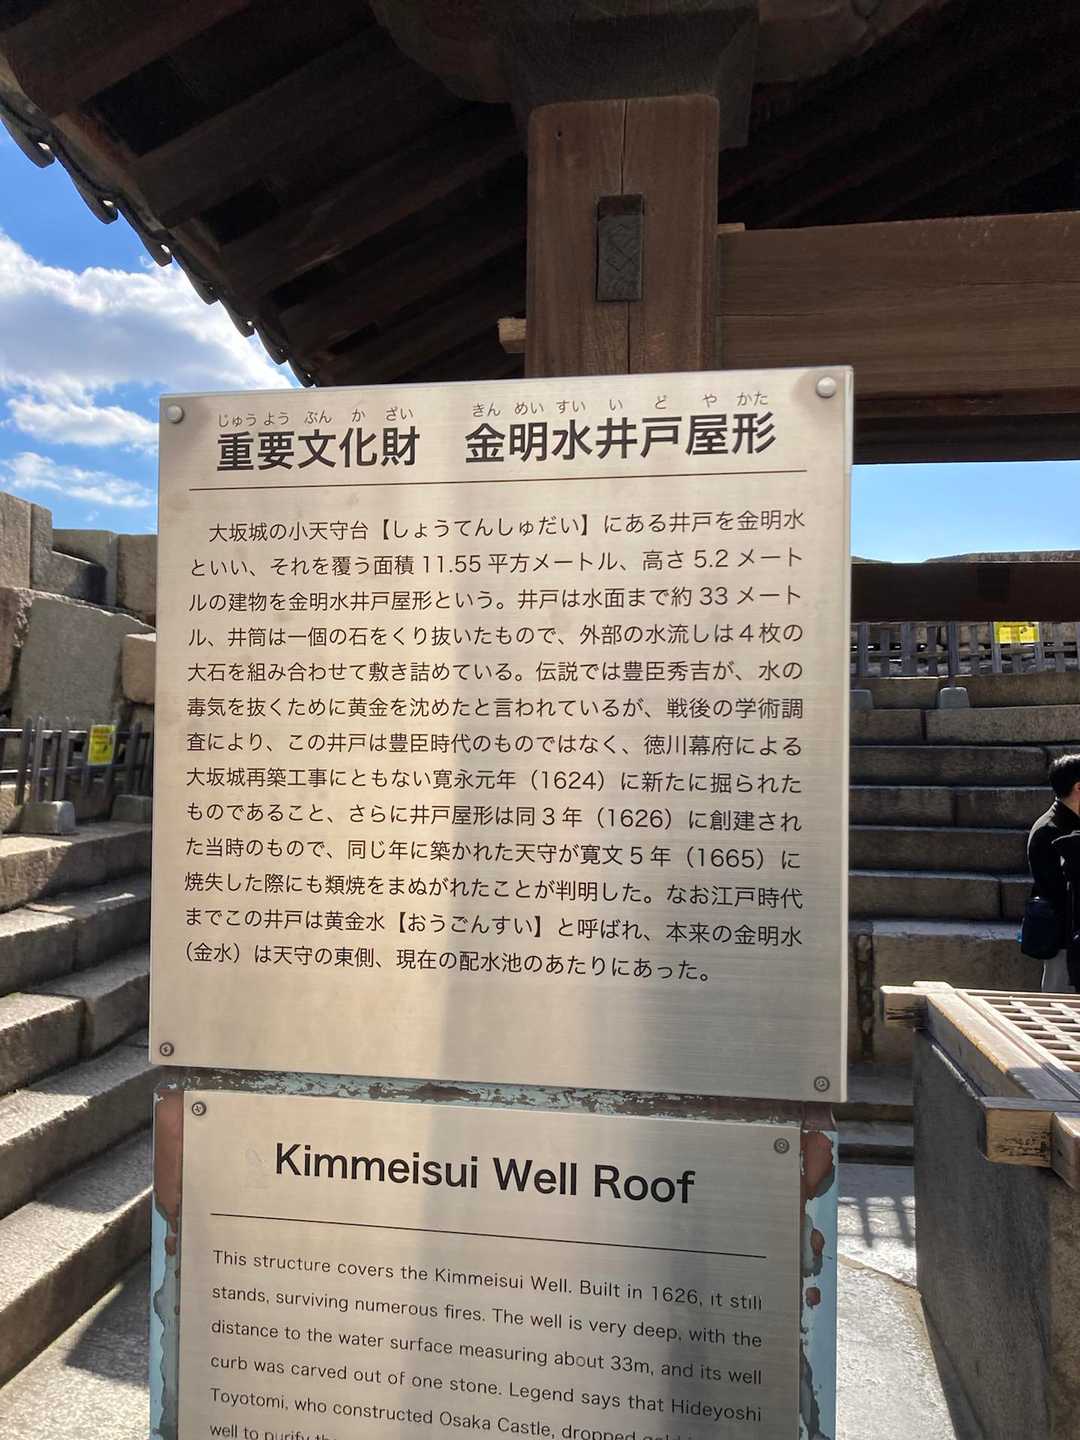 じゅう よう ぶん か ざい きん めい すい い ど や かた
重要文化財 金明水井戸屋形
大坂城の小天守台【しょうてんしゅだい】にある井戸を金明水
といい、それを覆う面積 11.55 平方メートル、高さ 5.2 メート
ルの建物を金明水井戸屋形という。井戸は水面まで約 33 メート
ル、井筒は一個の石をくり抜いたもので、外部の水流しは４枚の
大石を組み合わせて敷き詰めている。伝説では豊臣秀吉が、水の
毒気を抜くために黄金を沈めたと言われているが、戦後の学術調
査により、この井戸は豊臣時代のものではなく、徳川幕府による
大坂城再築工事にともない寛永元年（1624）に新たに掘られた
ものであること、さらに井戸屋形は同３年（1626）に創建され
た当時のもので、同じ年に築かれた天守が寛文５年（1665）に
焼失した際にも類焼をまぬがれたことが判明した。なお江戸時代
までこの井戸は黄金水【おうごんすい】と呼ばれ、本来の金明水
（金水）は天守の東側、現在の配水池のあたりにあった。
Kimmeisui Well Roof
This structure covers the Kimmeisui Well. Built in 1626, it still
stands, surviving numerous fires. The well is very deep, with the
distance to the water surface measuring about 33m, and its well
curb was carved out of one stone. Legend says that Hideyoshi
Toyotomi, who constructed Osaka Castle, dropped gold
well to purify